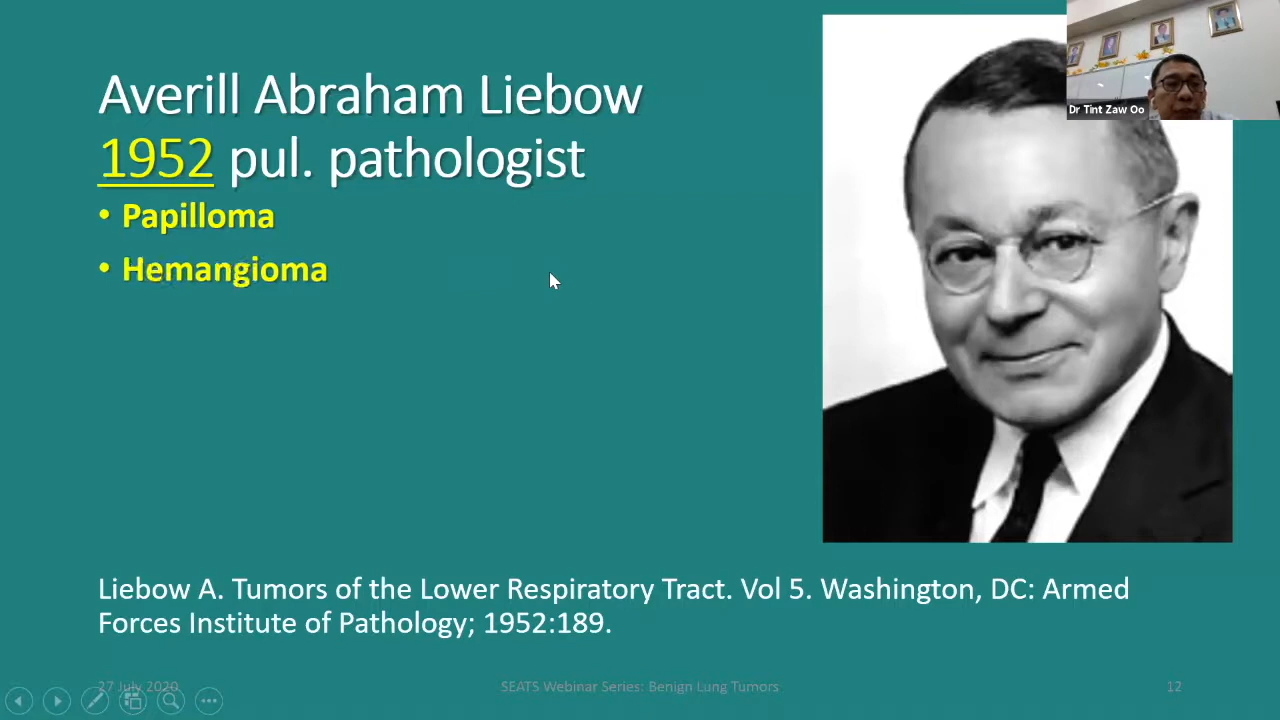 Averill Abraham Liebow
1952 pul. pathologist
• Papilloma
• Hemangioma
Dr Tint Zaw Oo
Liebow A. Tumors of the Lower Respiratory Tract. Vol 5. Washington, DC: Armed
Forces Institute of Pathology; 1952:189.
27 July 2020
SEATS Webinar Series: Benign Lung Tumors
12